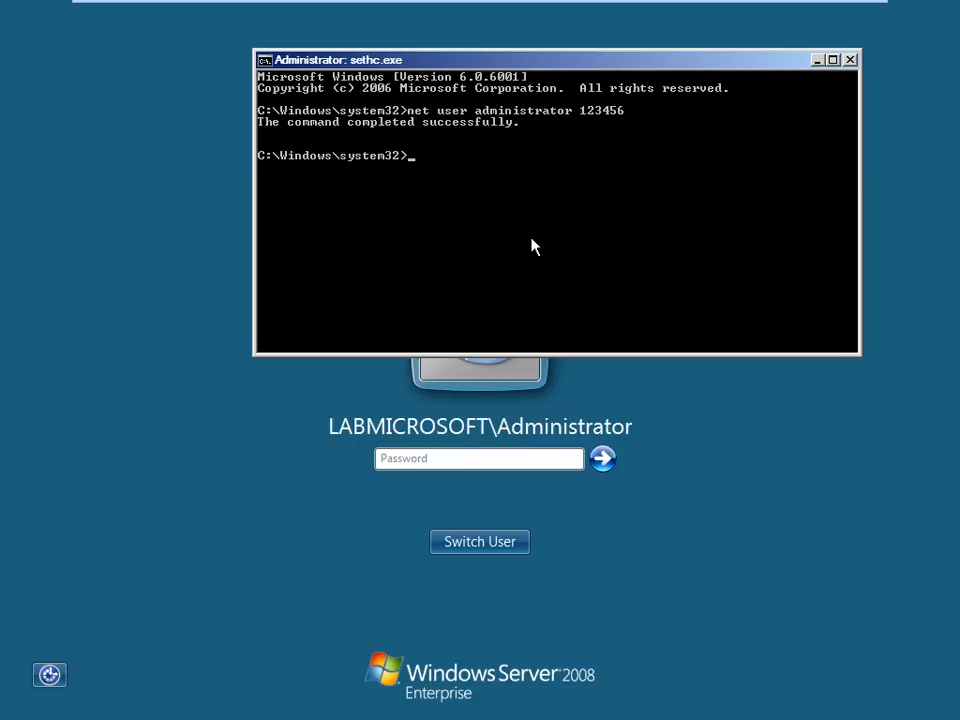 Administrator: sethc.exe
Microsoft Windows [Version 6.0.6001]
Copyright (c) 2006 Microsoft Corporation.  All rights reserved.
C:\Windows\system32>net user administrator 123456
The command completed successfully.
C:\Windows\system32>_
LABMICROSOFT\Administrator
Password
Switch User
Windows Server 2008
Enterprise